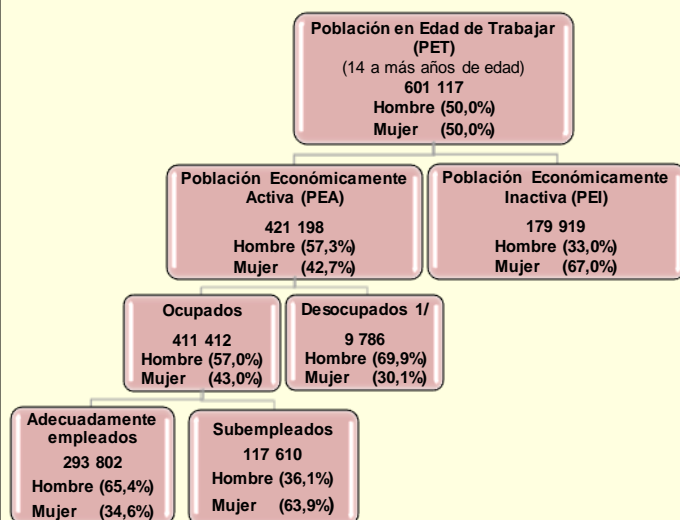 Población en Edad de Trabajar
(PET)
(14 a más años de edad)
601 117
Hombre (50,0%)
Mujer (50,0%)
Población Económicamente
Activa (PEA)
421 198
Hombre (57,3%)
Mujer (42,7%)
Población Económicamente
Inactiva (PEI)
179 919
Hombre (33,0%)
Mujer (67,0%)
Ocupados
411 412
Hombre (57,0%)
Mujer (43,0%)
Desocupados 1/
9 786
Hombre (69,9%)
Mujer (30,1%)
Adecuadamente
empleados
293 802
Hombre (65,4%)
Mujer (34,6%)
Subempleados
117 610
Hombre (36,1%)
Mujer (63,9%)